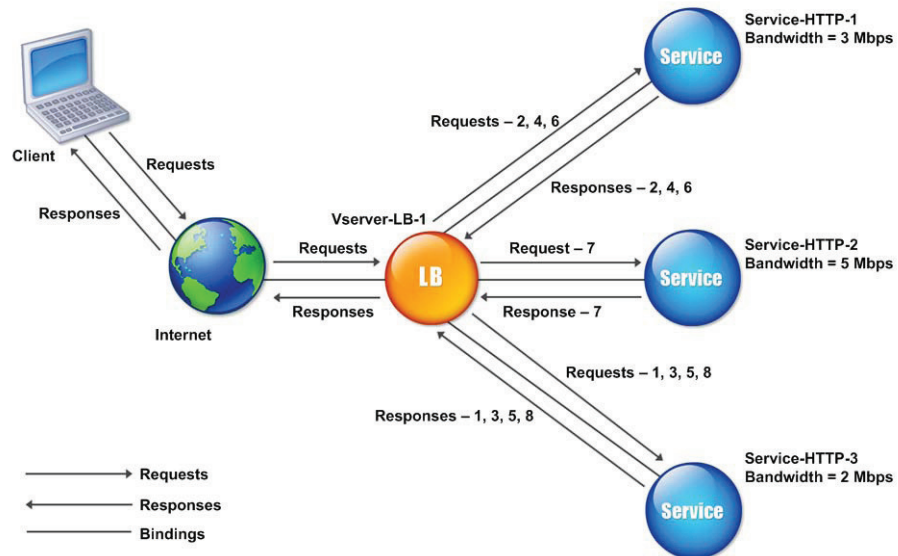 Service-HTTP-1
Bandwidth = 3 Mbps
Service
Requests – 2, 4, 6
Client
Requests
Responses
Responses – 2, 4, 6
Vserver-LB-1
Service-HTTP-2
Bandwidth = 5 Mbps
Requests
LB
Request – 7
Service
Responses
Response – 7
Internet
Requests – 1, 3, 5, 8
Responses – 1, 3, 5, 8
Service-HTTP-3
Bandwidth = 2 Mbps
Service
Requests
Responses
Bindings